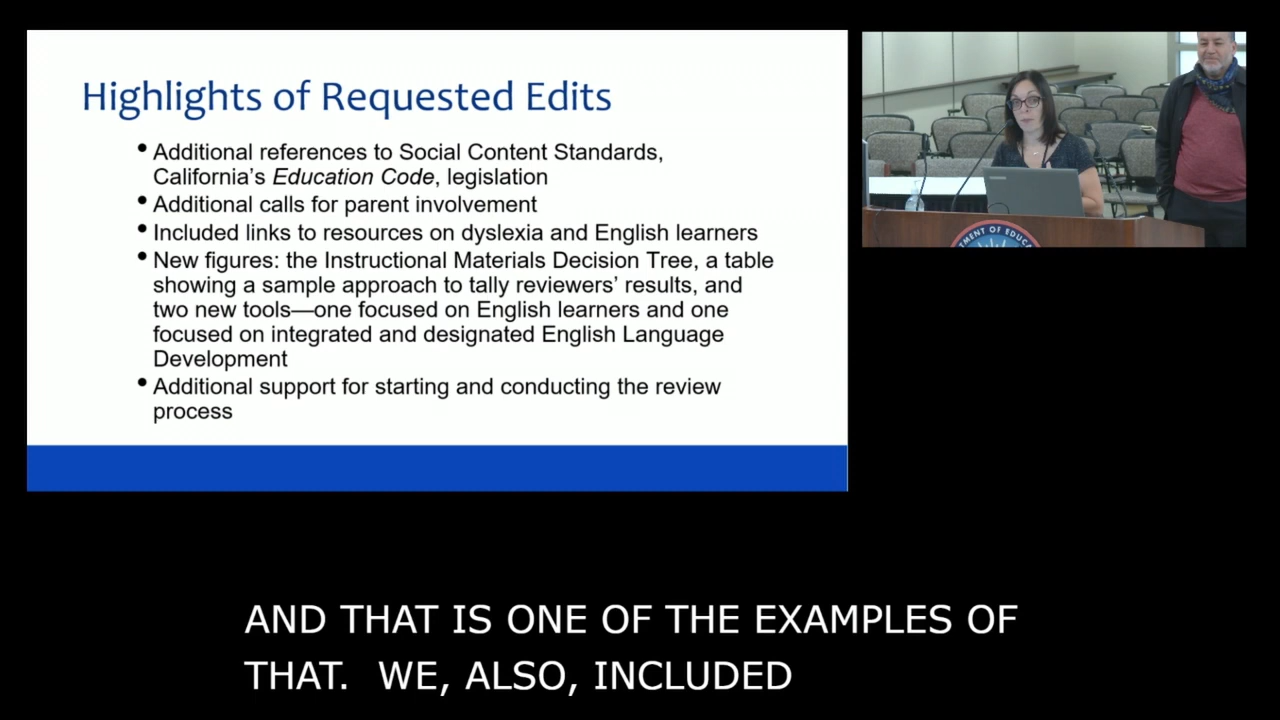 Highlights of Requested Edits
• Additional references to Social Content Standards,
California’s Education Code, legislation
• Additional calls for parent involvement
• Included links to resources on dyslexia and English learners
• New figures: the Instructional Materials Decision Tree, a table
showing a sample approach to tally reviewers’ results, and
two new tools—one focused on English learners and one
focused on integrated and designated English Language
Development
• Additional support for starting and conducting the review
process
AND THAT IS ONE OF THE EXAMPLES OF
THAT.  WE, ALSO, INCLUDED